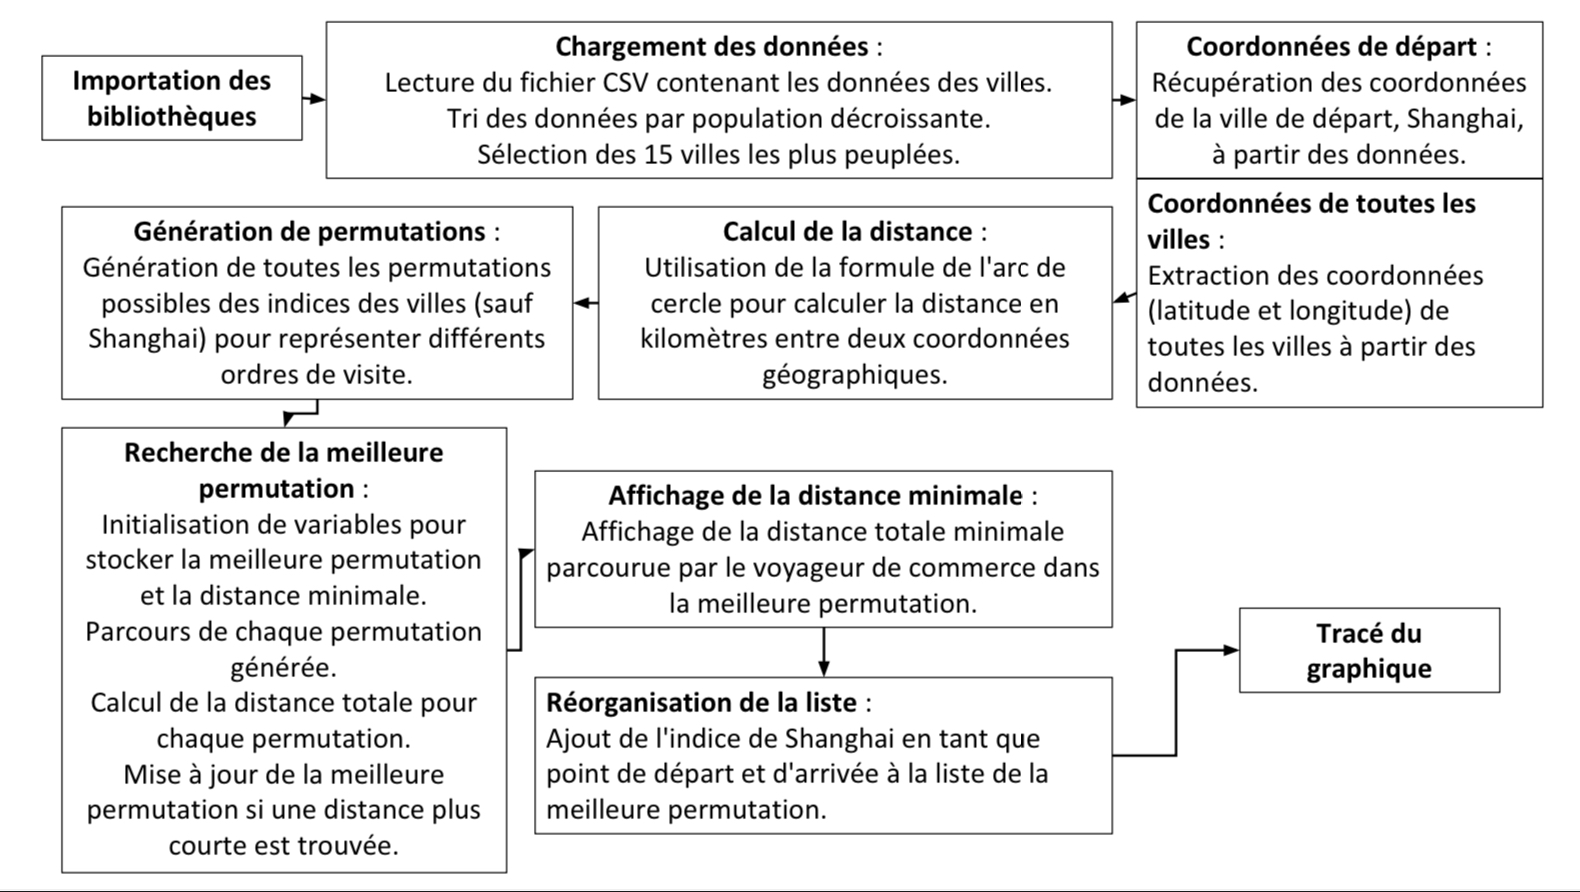 Importation des
bibliothèques
Chargement des données :
Lecture du fichier CSV contenant les données des villes.
Tri des données par population décroissante.
Sélection des 15 villes les plus peuplées.
Coordonnées de départ :
Récupération des coordonnées
de la ville de départ, Shanghai,
à partir des données.
Coordonnées de toutes les
villes :
Extraction des coordonnées
(latitude et longitude) de
toutes les villes à partir des
données.
Calcul de la distance :
Utilisation de la formule de l'arc de
cercle pour calculer la distance en
kilomètres entre deux coordonnées
géographiques.
Génération de permutations :
Génération de toutes les permutations
possibles des indices des villes (sauf
Shanghai) pour représenter différents
ordres de visite.
Recherche de la meilleure
permutation :
Initialisation de variables pour
stocker la meilleure permutation
et la distance minimale.
Parcours de chaque permutation
générée.
Calcul de la distance totale pour
chaque permutation.
Mise à jour de la meilleure
permutation si une distance plus
courte est trouvée.
Affichage de la distance minimale :
Affichage de la distance totale minimale
parcourue par le voyageur de commerce dans
la meilleure permutation.
Réorganisation de la liste :
Ajout de l'indice de Shanghai en tant que
point de départ et d'arrivée à la liste de la
meilleure permutation.
Tracé du
graphique